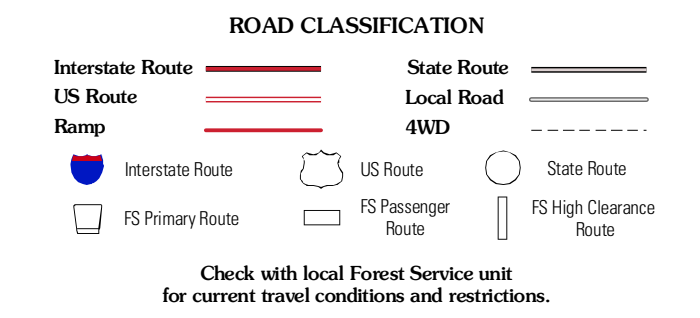 ROAD CLASSIFICATION
Interstate Route
State Route
US Route
Local Road
Ramp
4WD
Interstate Route
US Route
State Route
FS Primary Route
FS Passenger
Route
FS High Clearance
Route
Check with local Forest Service unit
for current travel conditions and restrictions.